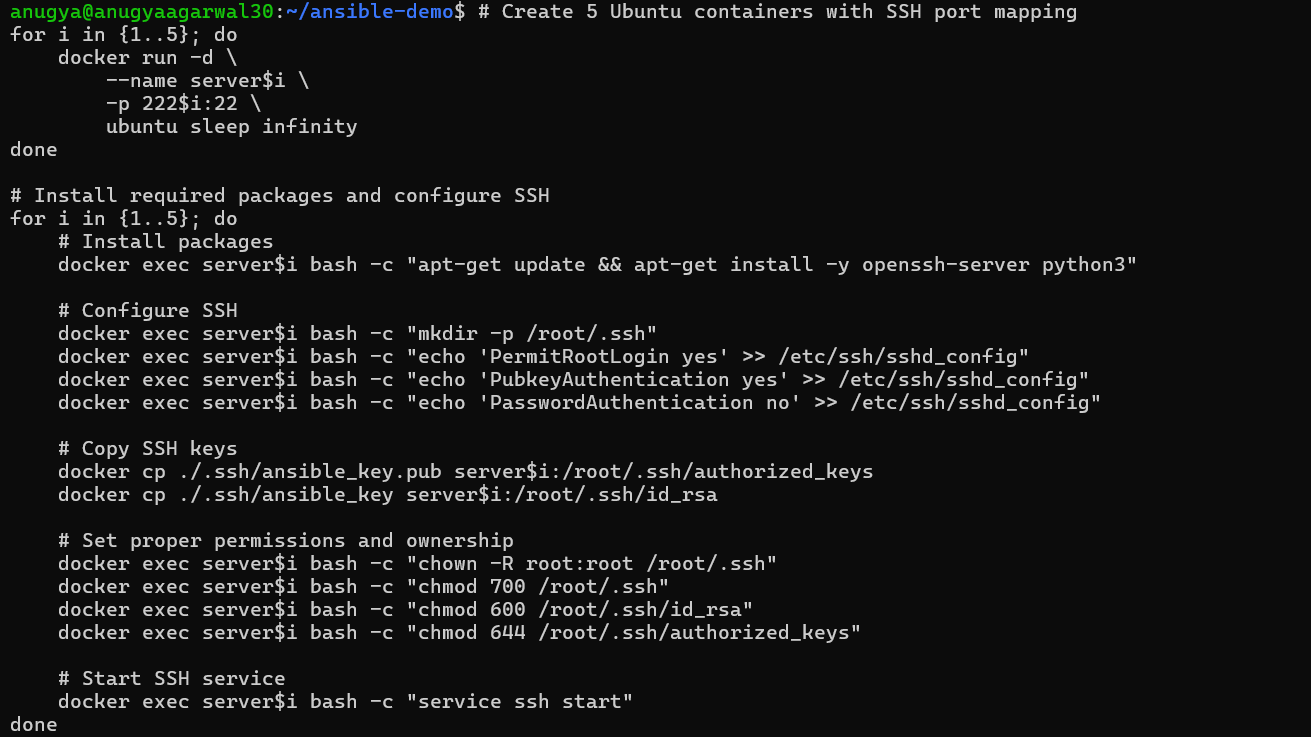 anugya@anugyaagarwal30:~/ansible-demo$ # Create 5 Ubuntu containers with SSH port mapping
for i in {1..5}; do
    docker run -d \
        --name server$i \
        -p 222$i:22 \
        ubuntu sleep infinity
done

# Install required packages and configure SSH
for i in {1..5}; do
    # Install packages
    docker exec server$i bash -c "apt-get update && apt-get install -y openssh-server python3"

    # Configure SSH
    docker exec server$i bash -c "mkdir -p /root/.ssh"
    docker exec server$i bash -c "echo 'PermitRootLogin yes' >> /etc/ssh/sshd_config"
    docker exec server$i bash -c "echo 'PubkeyAuthentication yes' >> /etc/ssh/sshd_config"
    docker exec server$i bash -c "echo 'PasswordAuthentication no' >> /etc/ssh/sshd_config"

    # Copy SSH keys
    docker cp ./.ssh/ansible_key.pub server$i:/root/.ssh/authorized_keys
    docker cp ./.ssh/ansible_key server$i:/root/.ssh/id_rsa

    # Set proper permissions and ownership
    docker exec server$i bash -c "chown -R root:root /root/.ssh"
    docker exec server$i bash -c "chmod 700 /root/.ssh"
    docker exec server$i bash -c "chmod 600 /root/.ssh/id_rsa"
    docker exec server$i bash -c "chmod 644 /root/.ssh/authorized_keys"

    # Start SSH service
    docker exec server$i bash -c "service ssh start"
done